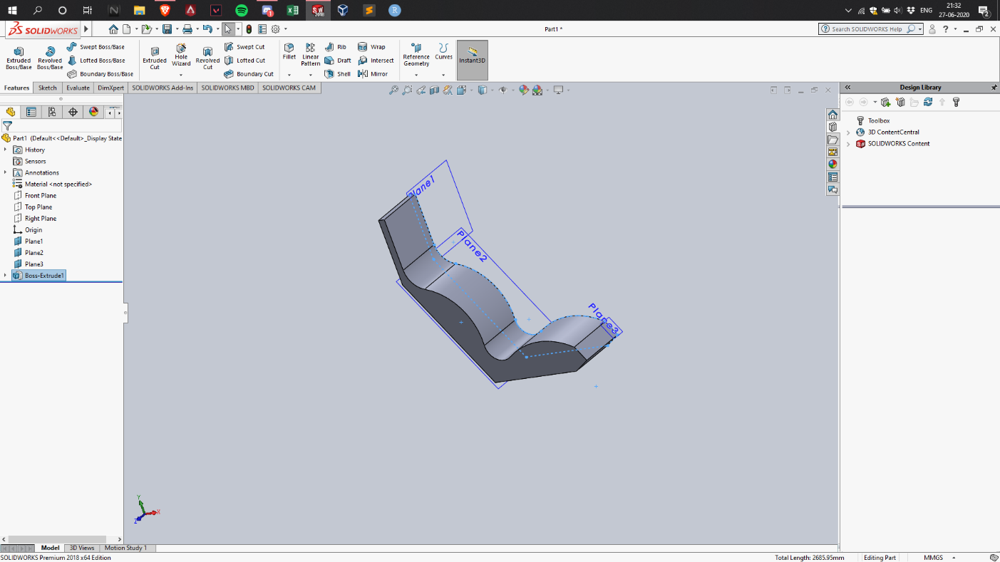 21:32
ENG
27-06-2020
2
1
SW
2018
SOLIDWORKS
Part1 *
Search SOLIDWORKS Help
?
Extruded Boss/Base
Revolved Boss/Base
Swept Boss/Base
Lofted Boss/Base
Boundary Boss/Base
Extruded Cut
Hole Wizard
Revolved Cut
Swept Cut
Lofted Cut
Boundary Cut
Fillet
Linear Pattern
Rib
Draft
Shell
Wrap
Intersect
Mirror
Reference Geometry
Curves
Instant3D
Features
Sketch
Evaluate
DimXpert
SOLIDWORKS Add-Ins
SOLIDWORKS MBD
SOLIDWORKS CAM
Design Library
Toolbox
3D ContentCentral
SOLIDWORKS Content
Part1 (Default<<Default>_Display State
History
Sensors
Annotations
Material <not specified>
Front Plane
Top Plane
Right Plane
Origin
Plane1
Plane2
Plane3
Boss-Extrude1
Plane1
Plane2
Plane3
Y
X
Z
Model
3D Views
Motion Study 1
SOLIDWORKS Premium 2018 x64 Edition
Total Length: 2685.95mm
Editing Part
MMGS